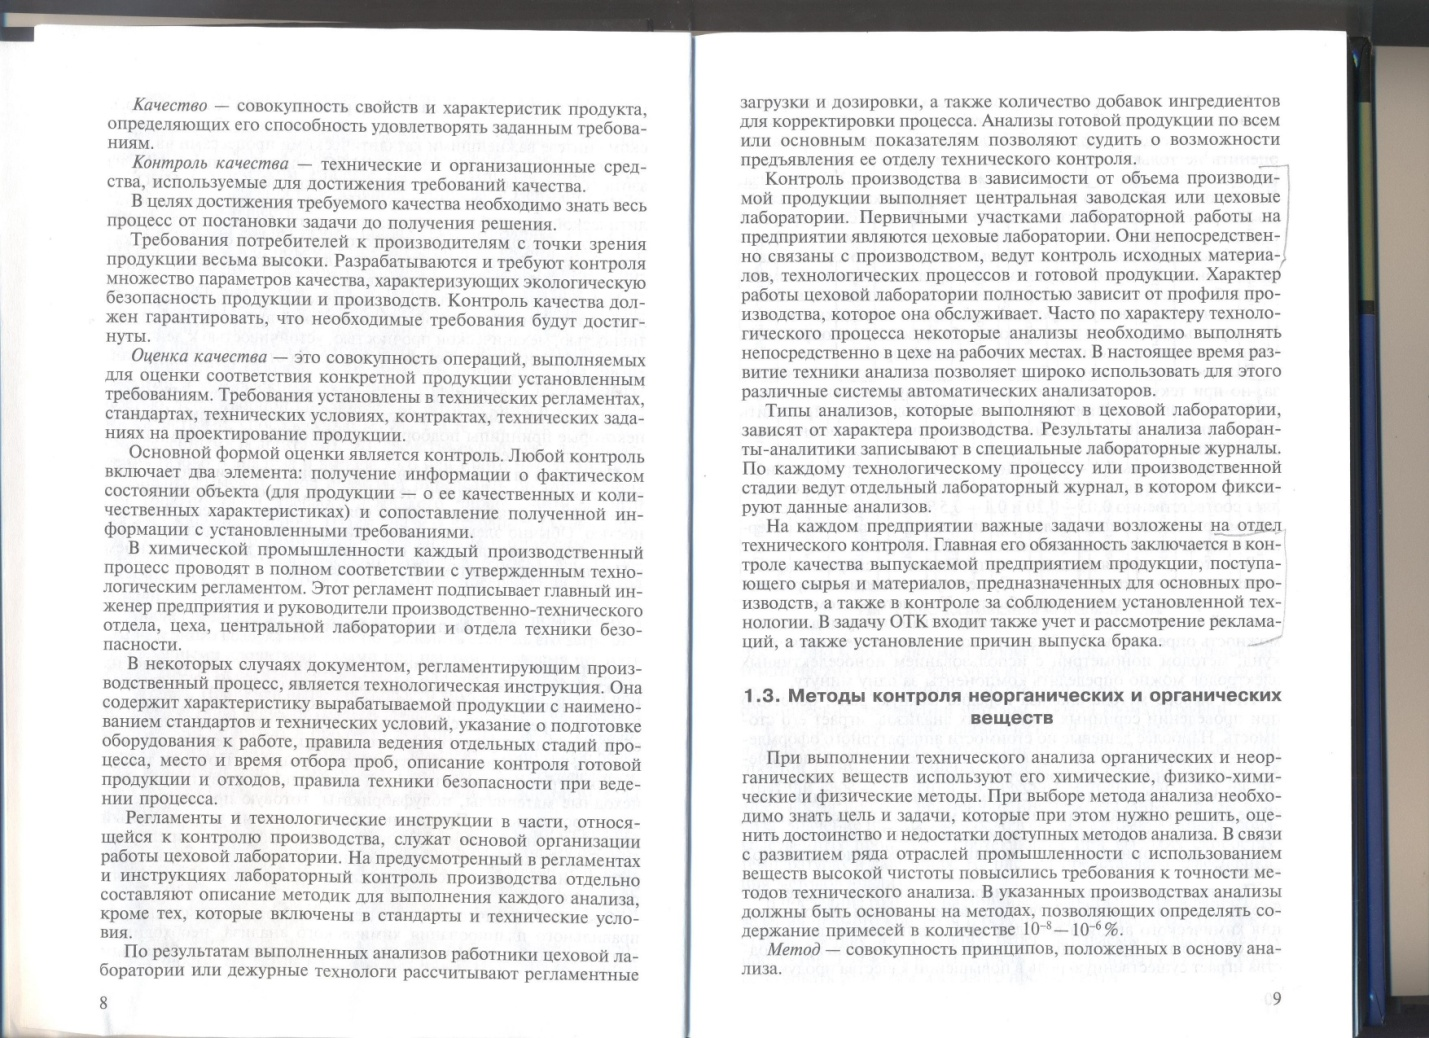 Качество — совокупность свойств и характеристик продукта,
определяющих его способность удовлетворять заданным требова-
ниям.
Контроль качества — технические и организационные сред-
ства, используемые для достижения требований качества.
В целях достижения требуемого качества необходимо знать весь
процесс от постановки задачи до получения решения.
Требования потребителей к производителям с точки зрения
продукции весьма высоки. Разрабатываются и требуют контроля
множество параметров качества, характеризующих экологическую
безопасность продукции и производств. Контроль качества дол-
жен гарантировать, что необходимые требования будут достиг-
нуты.
Оценка качества — это совокупность операций, выполняемых
для оценки соответствия конкретной продукции установленным
требованиям. Требования установлены в технических регламентах,
стандартах, технических условиях, контрактах, технических зада-
ниях на проектирование продукции.
Основной формой оценки является контроль. Любой контроль
включает два элемента: получение информации о фактическом
состоянии объекта (для продукции — о ее качественных и коли-
чественных характеристиках) и сопоставление полученной ин-
формации с установленными требованиями.
В химической промышленности каждый производственный
процесс проводят в полном соответствии с утвержденным техно-
логическим регламентом. Этот регламент подписывает главный ин-
женер предприятия и руководители производственно-технического
отдела, цеха, центральной лаборатории и отдела техники безо-
пасности.
В некоторых случаях документом, регламентирующим произ-
водственный процесс, является технологическая инструкция. Она
содержит характеристику вырабатываемой продукции с наимено-
ванием стандартов и технических условий, указание о подготовке
оборудования к работе, правила ведения отдельных стадий про-
цесса, место и время отбора проб, описание контроля готовой
продукции и отходов, правила техники безопасности при веде-
нии процесса.
Регламенты и технологические инструкции в части, относя-
щейся к контролю производства, служат основой организации
работы цеховой лаборатории. На предусмотренный в регламентах
и инструкциях лабораторный контроль производства отдельно
составляют описание методик для выполнения каждого анализа,
кроме тех, которые включены в стандарты и технические усло-
вия.
По результатам выполненных анализов работники цеховой ла-
боратории или дежурные технологи рассчитывают регламентные
8
загрузки и дозировки, а также количество добавок ингредиентов
для корректировки процесса. Анализы готовой продукции по всем
или основным показателям позволяют судить о возможности
предъявления ее отделу технического контроля.
Контроль производства в зависимости от объема производи-
мой продукции выполняет центральная заводская или цеховые
лаборатории. Первичными участками лабораторной работы на
предприятии являются цеховые лаборатории. Они непосредствен-
но связаны с производством, ведут контроль исходных материа-
лов, технологических процессов и готовой продукции. Характер
работы цеховой лаборатории полностью зависит от профиля про-
изводства, которое она обслуживает. Часто по характеру техноло-
гического процесса некоторые анализы необходимо выполнять
непосредственно в цехе на рабочих местах. В настоящее время раз-
витие техники анализа позволяет широко использовать для этого
различные системы автоматических анализаторов.
Типы анализов, которые выполняют в цеховой лаборатории,
зависят от характера производства. Результаты анализа лаборан-
ты-аналитики записывают в специальные лабораторные журналы.
По каждому технологическому процессу или производственной
стадии ведут отдельный лабораторный журнал, в котором фикси-
руют данные анализов.
На каждом предприятии важные задачи возложены на отдел
технического контроля. Главная его обязанность заключается в кон-
троле качества выпускаемой предприятием продукции, поступа-
ющего сырья и материалов, предназначенных для основных про-
изводств, а также в контроле за соблюдением установленной тех-
нологии. В задачу ОТК входит также учет и рассмотрение реклама-
ций, а также установление причин выпуска брака.
1.3. Методы контроля неорганических и органических
веществ
При выполнении технического анализа органических и неор-
ганических веществ используют его химические, физико-хими-
ческие и физические методы. При выборе метода анализа необхо-
димо знать цель и задачи, которые при этом нужно решить, оце-
нить достоинство и недостатки доступных методов анализа. В связи
с развитием ряда отраслей промышленности с использованием
веществ высокой чистоты повысились требования к точности ме-
тодов технического анализа. В указанных производствах анализы
должны быть основаны на методах, позволяющих определять со-
держание примесей в количестве 10⁻⁸—10⁻⁶%.
Метод — совокупность принципов, положенных в основу ана-
лиза.
9